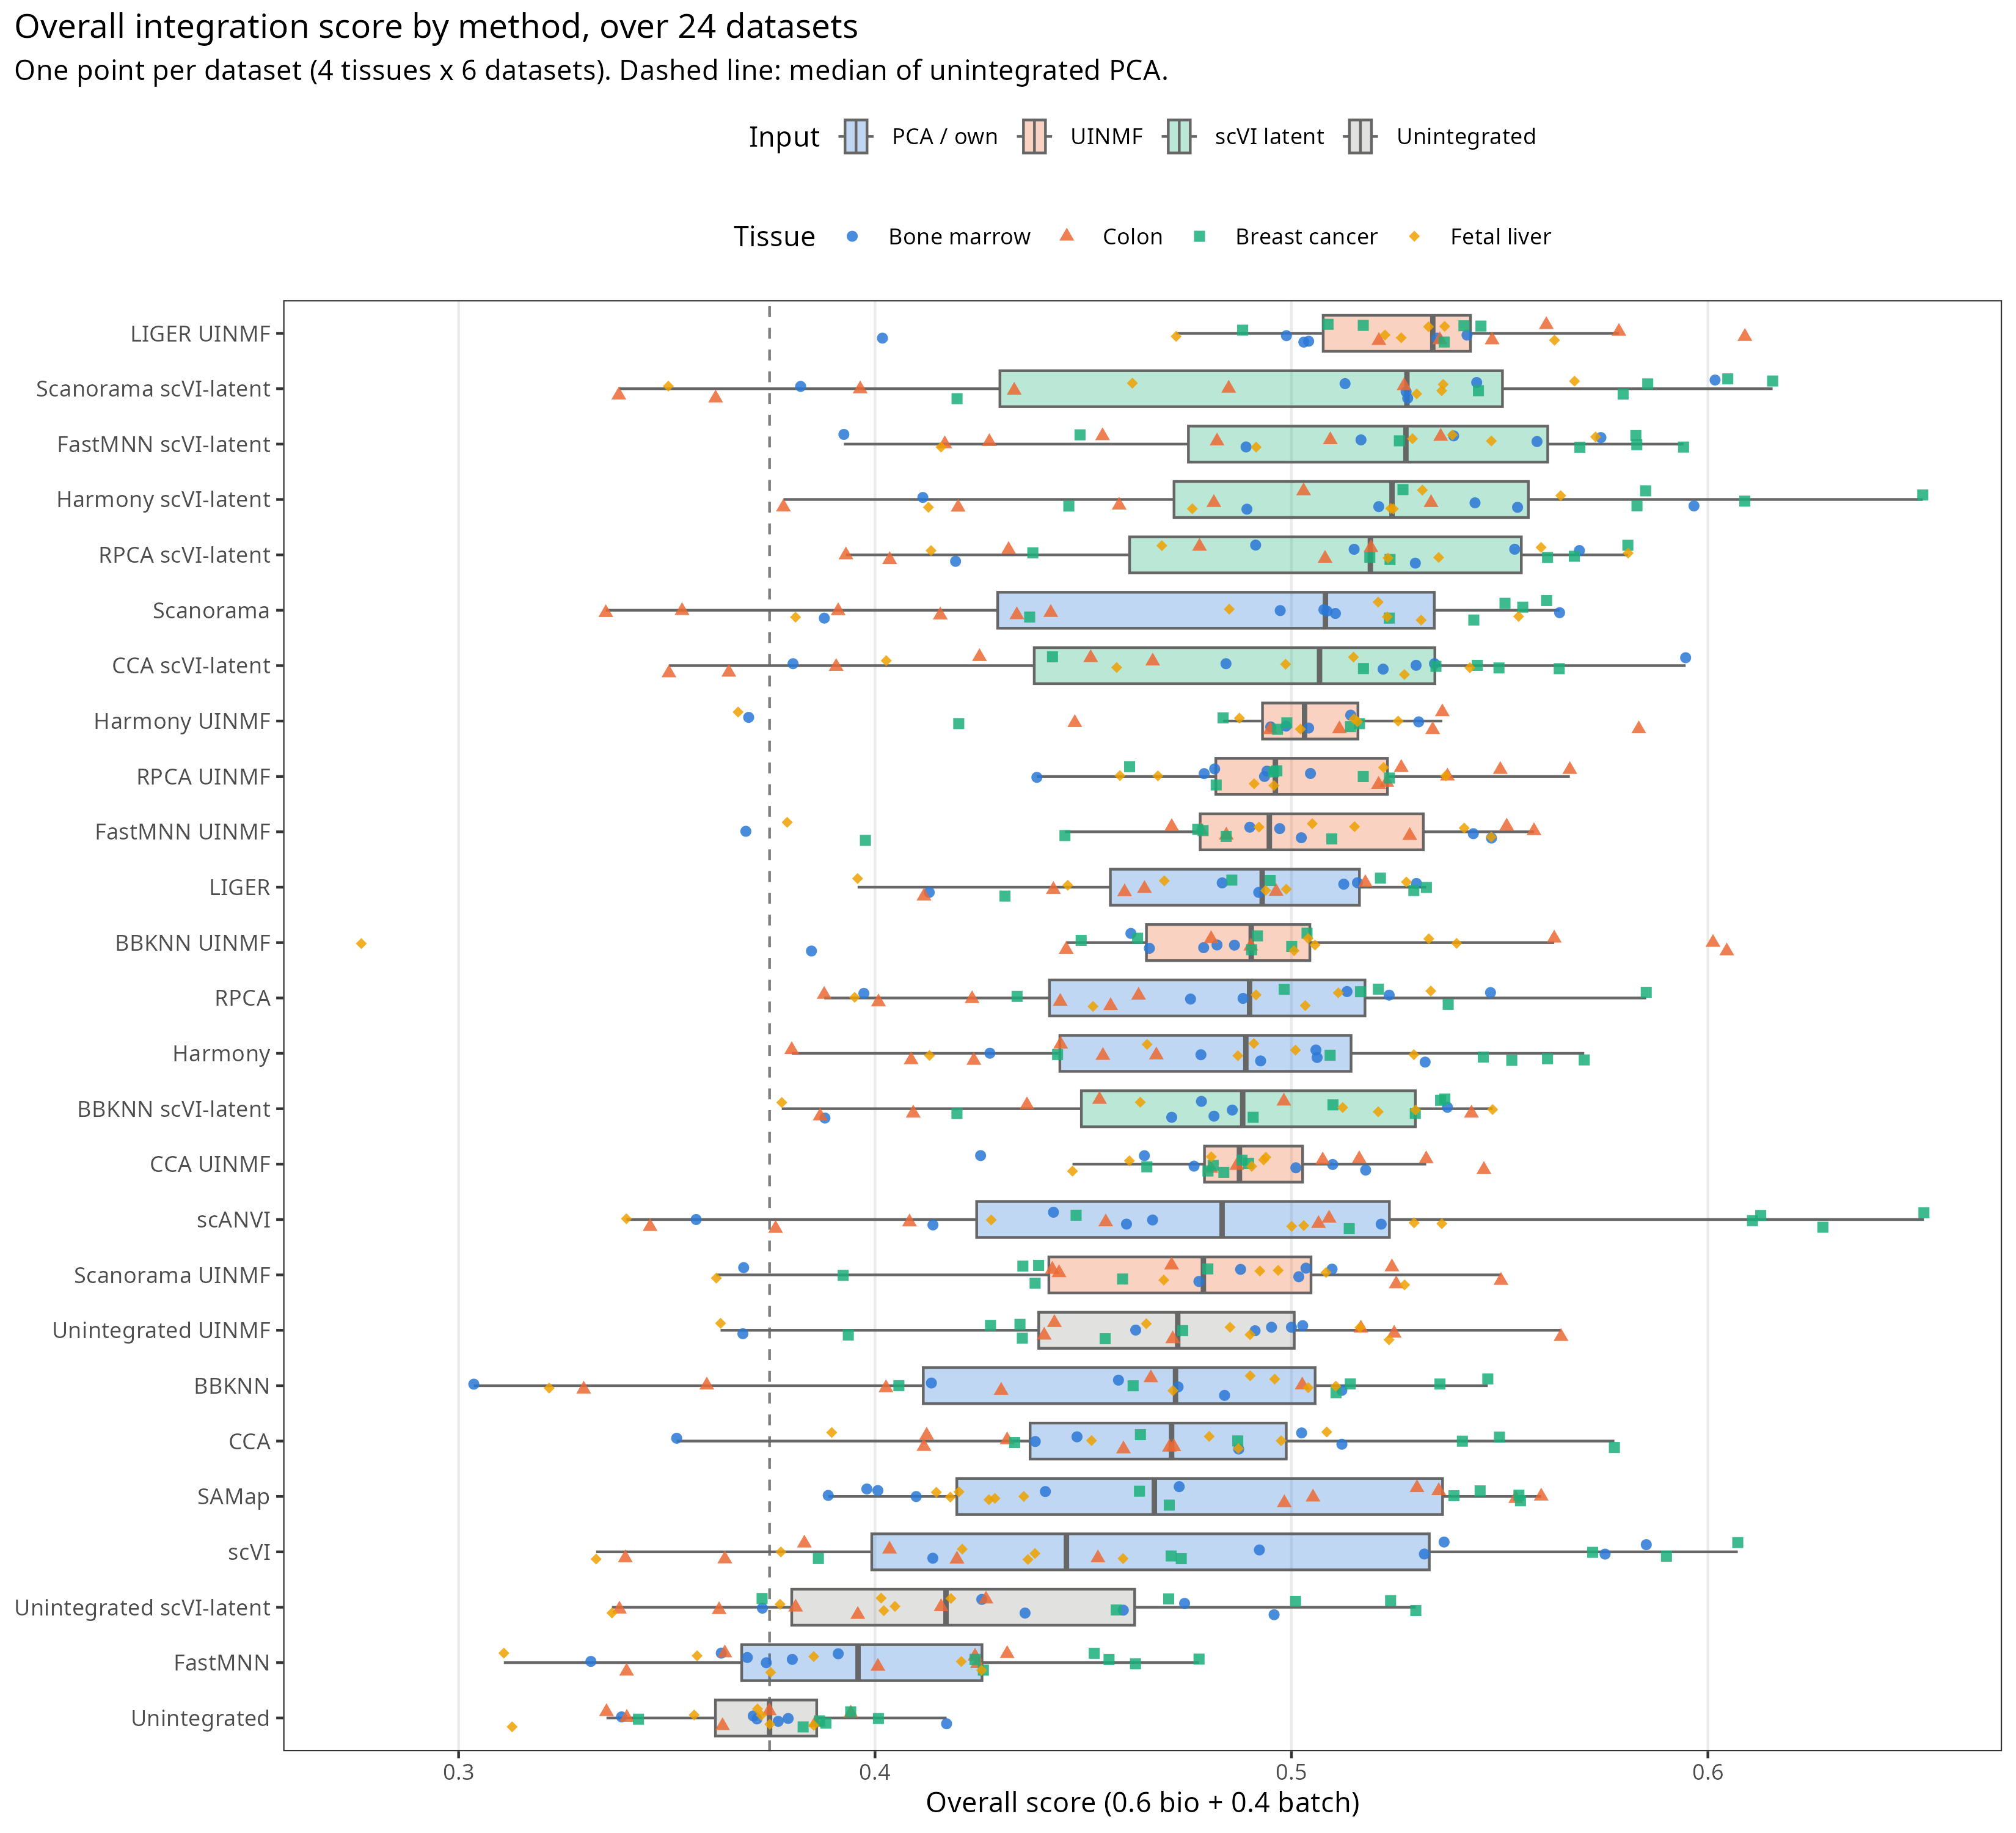 Overall integration score by method, over 24 datasets
One point per dataset (4 tissues x 6 datasets). Dashed line: median of unintegrated PCA.
Input PCA / own UINMF scVI latent Unintegrated
Tissue Bone marrow Colon Breast cancer Fetal liver
LIGER UINMF
Scanorama scVI-latent
FastMNN scVI-latent
Harmony scVI-latent
RPCA scVI-latent
Scanorama
CCA scVI-latent
Harmony UINMF
RPCA UINMF
FastMNN UINMF
LIGER
BBKNN UINMF
RPCA
Harmony
BBKNN scVI-latent
CCA UINMF
scANVI
Scanorama UINMF
Unintegrated UINMF
BBKNN
CCA
SAMap
scVI
Unintegrated scVI-latent
FastMNN
Unintegrated
0.3 0.4 0.5 0.6
Overall score (0.6 bio + 0.4 batch)